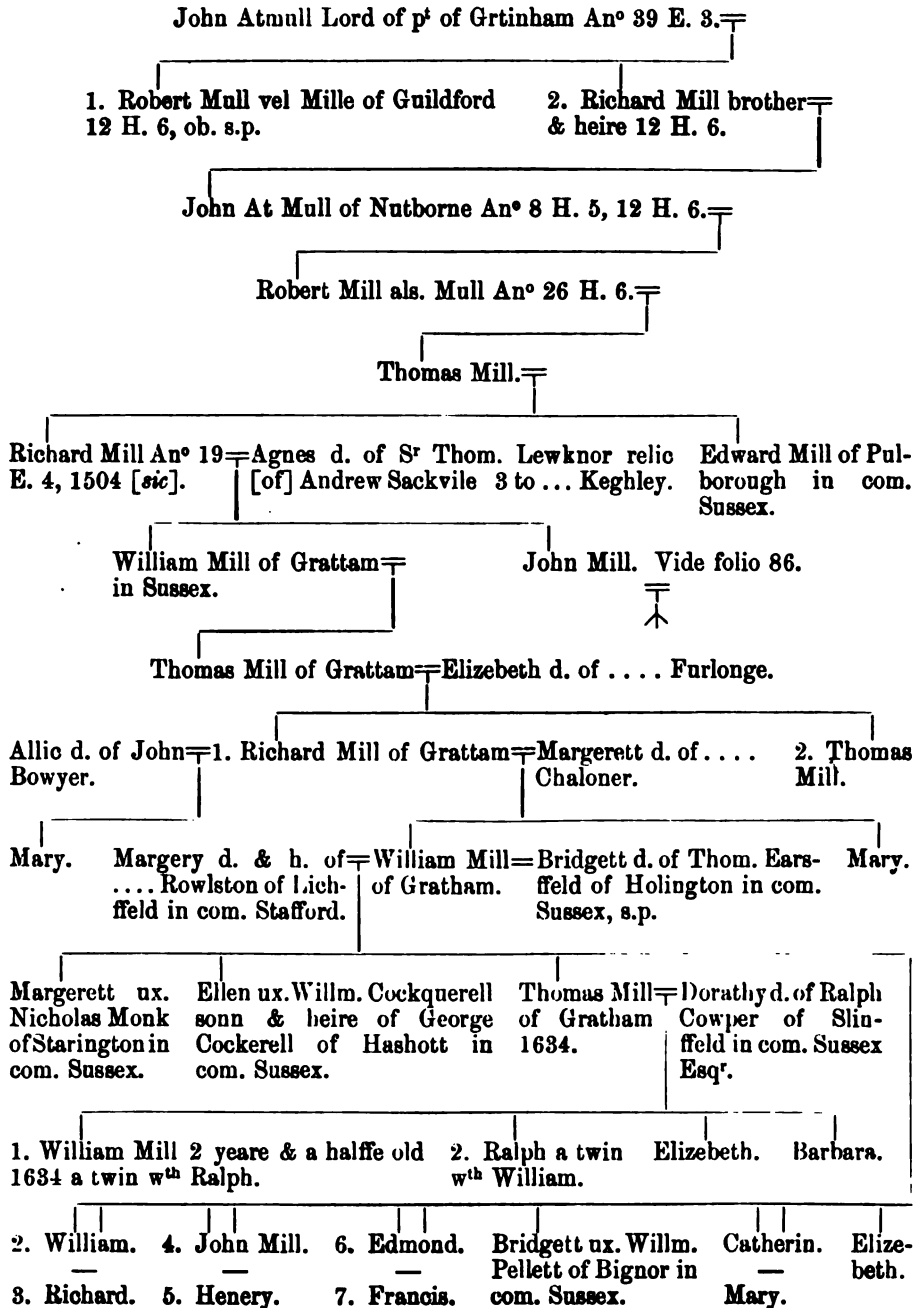 John Atmull Lord of pt of Grtinham Ano 39 E. 3.
1. Robert Mull vel Mille of Guildford
12 H. 6, ob. s.p.
2. Richard Mill brother
& heire 12 H. 6.
John At Mull of Nutborne Ano 8 H. 5, 12 H. 6.
Robert Mill als. Mull Ano 26 H. 6.
Thomas Mill.
Richard Mill Ano 19
E. 4, 1504 [sic].
Agnes d. of Sr Thom. Lewknor relic
[of] Andrew Sackvile 3 to ... Keghley.
Edward Mill of Pul-
borough in com.
Sussex.
William Mill of Grattam
in Sussex.
John Mill. Vide folio 86.
Thomas Mill of Grattam
Elizebeth d. of .... Furlonge.
Allic d. of John
Bowyer.
1. Richard Mill of Grattam
Margerett d. of ....
Chaloner.
2. Thomas
Mill.
Mary.
Margery d. & h. of
.... Rowlston of Lich-
ffeld in com. Stafford.
William Mill
of Gratham.
Bridgett d. of Thom. Ears-
ffeld of Holington in com.
Sussex, s.p.
Mary.
Margerett ux.
Nicholas Monk
of Starington in
com. Sussex.
Ellen ux. Willm. Cockquerell
sonn & heire of George
Cockerell of Hashott in
com. Sussex.
Thomas Mill
of Gratham
1634.
Dorathy d. of Ralph
Cowper of Slin-
ffeld in com. Sussex
Esqr.
1. William Mill 2 yeare & a halffe old
1634 a twin wth Ralph.
2. Ralph a twin
wth William.
Elizebeth.
Barbara.
2. William.
3. Richard.
4. John Mill.
5. Henery.
6. Edmond.
7. Francis.
Bridgett ux. Willm.
Pellett of Bignor in
com. Sussex.
Catherin.
Mary.
Elize-
beth.